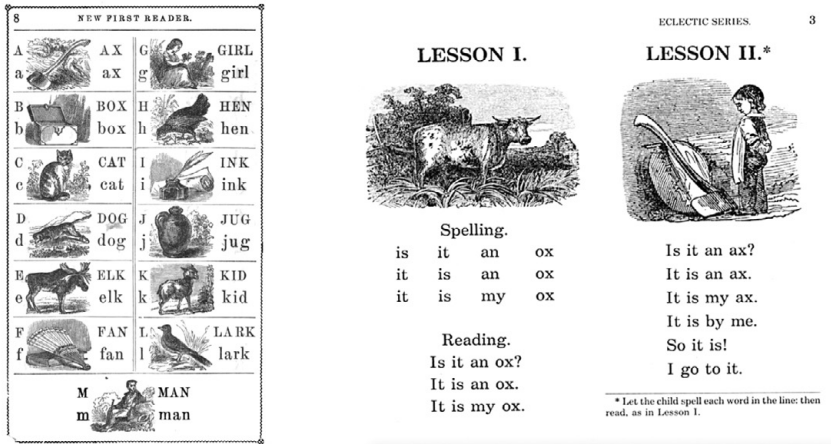 8 NEW FIRST READER.
A AX
a ax
B BOX
b box
C CAT
c cat
D DOG
d dog
E ELK
e elk
F FAN
f fan
G GIRL
g girl
H HEN
h hen
I INK
i ink
J JUG
j jug
K KID
k kid
L LARK
l lark
M MAN
m man
LESSON I.
Spelling.
is it an ox
it is an ox
it is my ox
Reading.
Is it an ox?
It is an ox.
It is my ox.
ECLECTIC SERIES. 3
LESSON II.*
Is it an ax?
It is an ax.
It is my ax.
It is by me.
So it is!
I go to it.
* Let the child spell each word in the line: then
read, as in Lesson I.